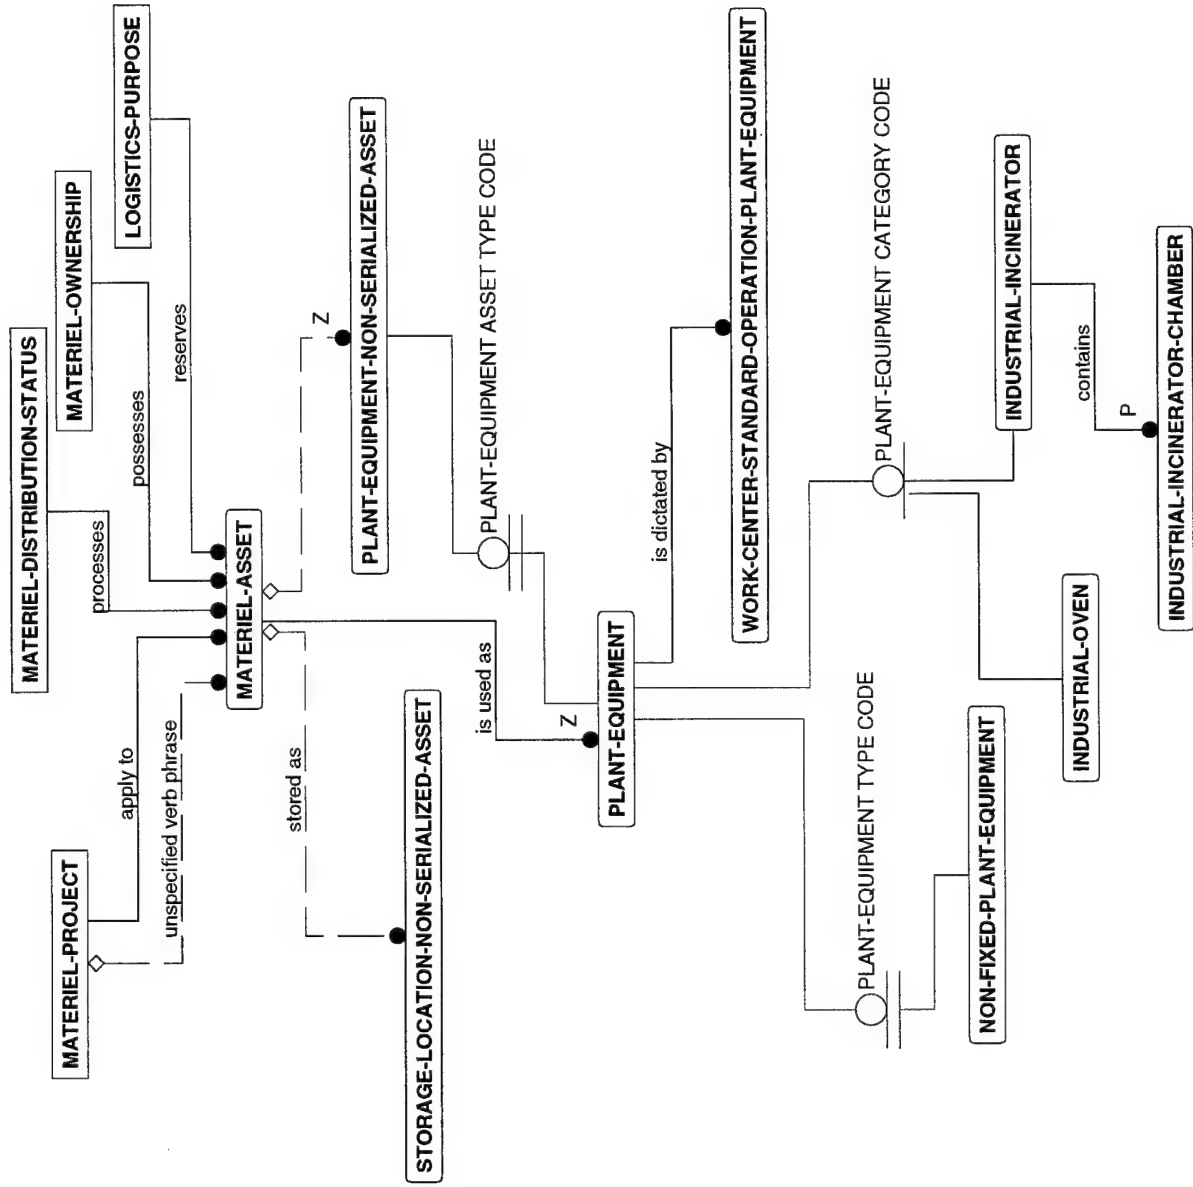 MATERIEL-DISTRIBUTION-STATUS
MATERIEL-OWNERSHIP
LOGISTICS-PURPOSE
MATERIEL-PROJECT
apply to
unspecified verb phrase
processes
possesses
reserves
MATERIEL-ASSET
stored as
Z
STORAGE-LOCATION-NON-SERIALIZED-ASSET
PLANT-EQUIPMENT-NON-SERIALIZED-ASSET
is used as
Z
PLANT-EQUIPMENT ASSET TYPE CODE
PLANT-EQUIPMENT
is dictated by
WORK-CENTER-STANDARD-OPERATION-PLANT-EQUIPMENT
PLANT-EQUIPMENT TYPE CODE
PLANT-EQUIPMENT CATEGORY CODE
NON-FIXED-PLANT-EQUIPMENT
INDUSTRIAL-OVEN
INDUSTRIAL-INCINERATOR
contains
P
INDUSTRIAL-INCINERATOR-CHAMBER